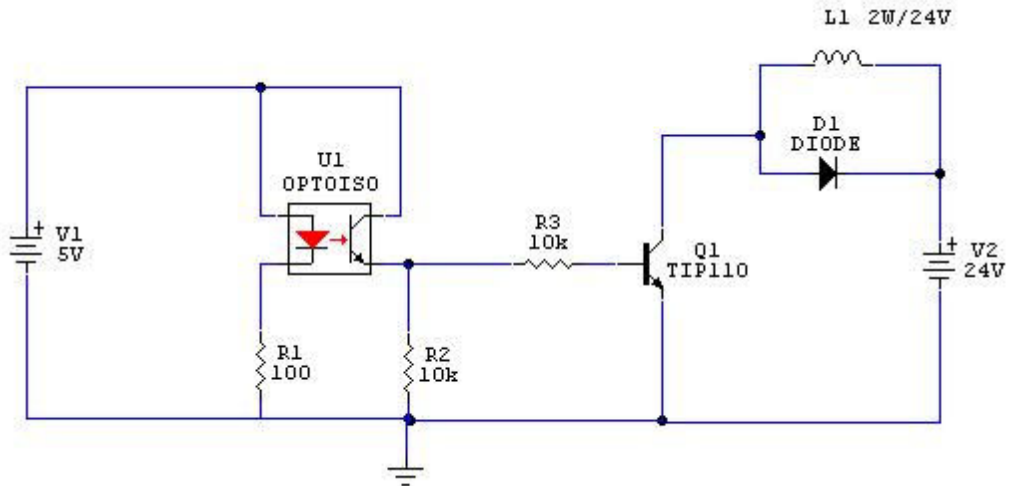 L1 2W/24V
D1
DIODE
U1
OPTOISO
R3
10k
+
V1
5V
Q1
TIP110
+
V2
24V
R1
100
R2
10k